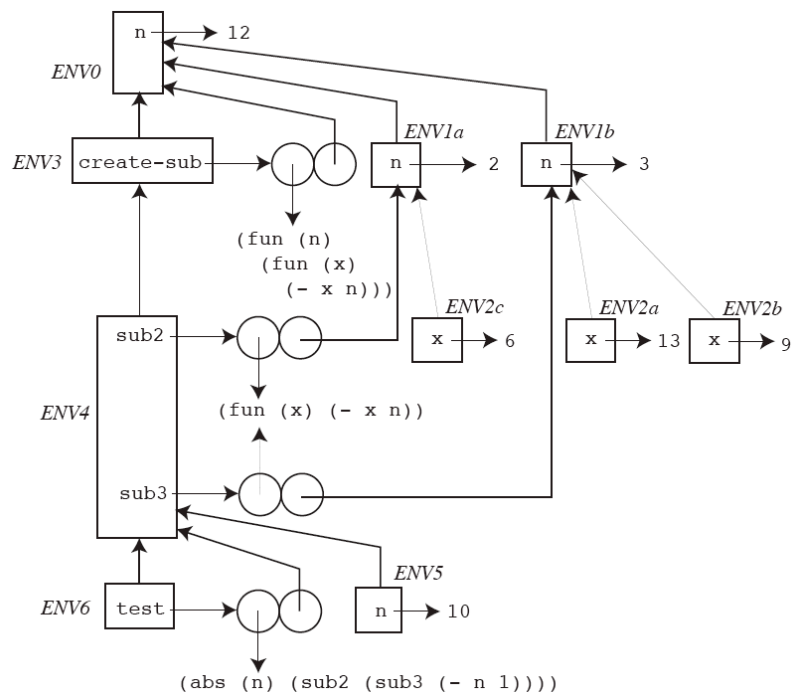 n 12
ENV0
ENV1a ENV1b
ENV3 create-sub n 2 n 3
(fun (n)
(fun (x)
(- x n)))
ENV2c ENV2a ENV2b
sub2 x 6 x 13 x 9
ENV4 (fun (x) (- x n))
sub3
ENV5
ENV6 test n 10
(abs (n) (sub2 (sub3 (- n 1))))